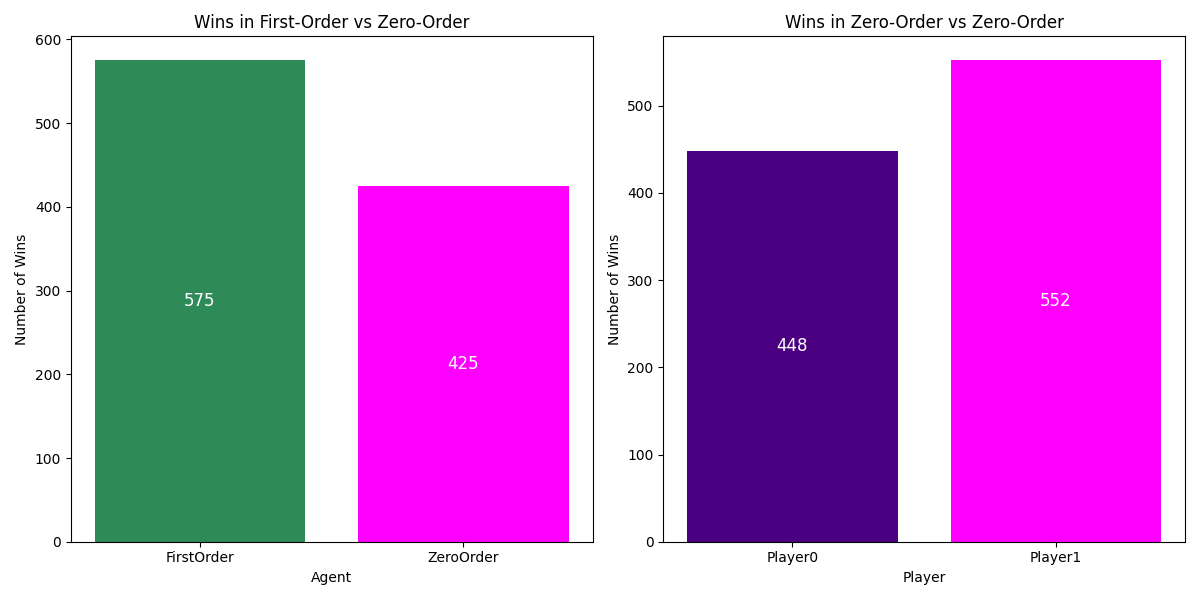 Wins in First-Order vs Zero-Order
Number of Wins
600
500
400
300
200
100
0
575
425
FirstOrder
ZeroOrder
Agent
Wins in Zero-Order vs Zero-Order
Number of Wins
500
400
300
200
100
0
448
552
Player0
Player1
Player